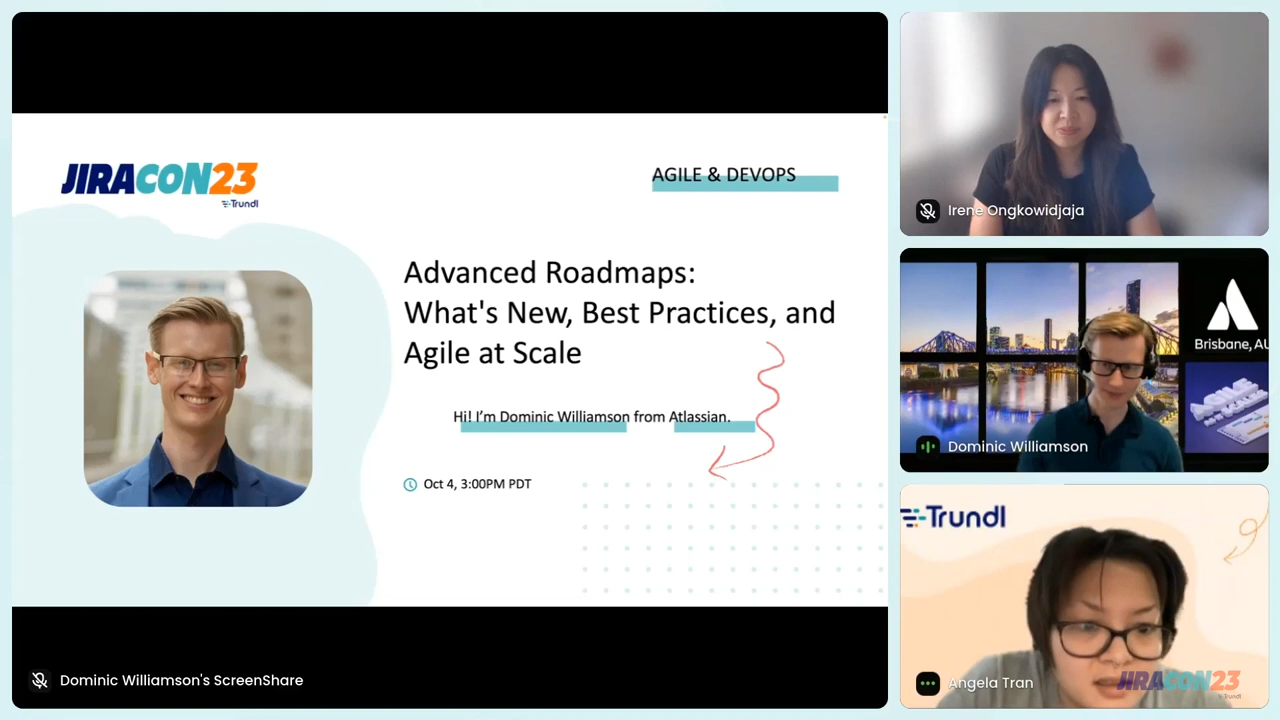 JIRACON23
Trundl
AGILE & DEVOPS
Advanced Roadmaps:
What's New, Best Practices, and
Agile at Scale
Hi! I'm Dominic Williamson from Atlassian.
Oct 4, 3:00PM PDT
Dominic Williamson's ScreenShare
Irene Ongkowidjaja
Brisbane, AU
Dominic Williamson
Trundl
Angela Tran
JIRACON23
Trundl